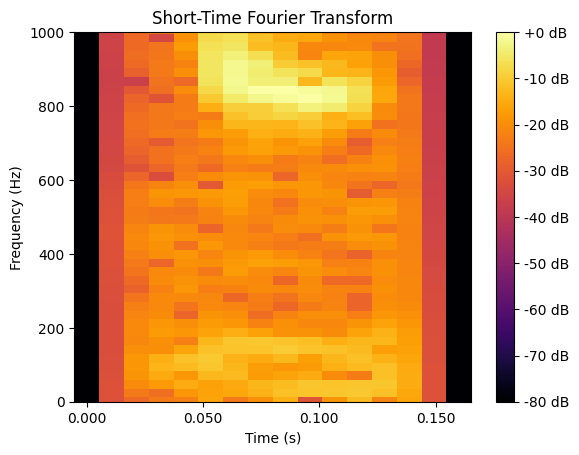 Short-Time Fourier Transform
1000
800
600
400
200
0
Frequency (Hz)
0.000
0.050
0.100
0.150
Time (s)
+0 dB
-10 dB
-20 dB
-30 dB
-40 dB
-50 dB
-60 dB
-70 dB
-80 dB